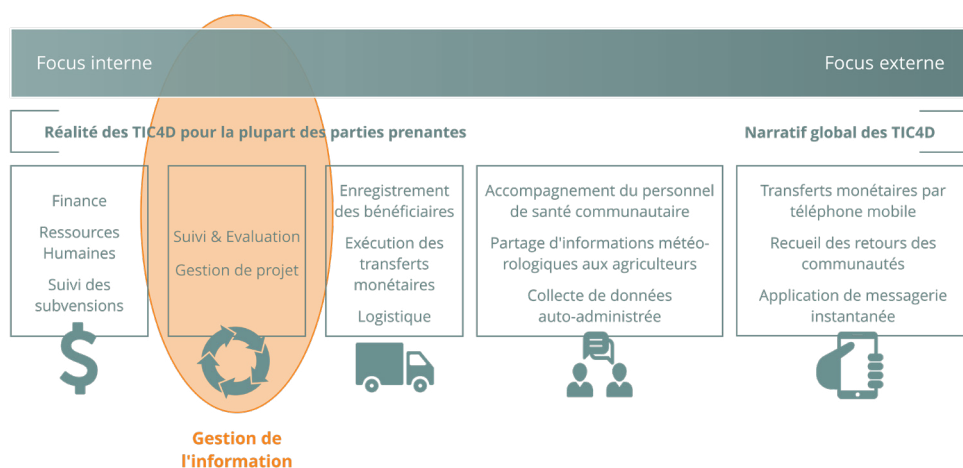 Focus interne
Focus externe
Réalité des TIC4D pour la plupart des parties prenantes
Narratif global des TIC4D
Finance
Ressources
Humaines
Suivi des
subvensions
Suivi & Evaluation
Gestion de projet
Enregistrement
des bénéficiaires
Exécution des
transferts
monétaires
Logistique
Accompagnement du personnel
de santé communautaire
Partage d'informations météo-
rologiques aux agriculteurs
Collecte de données
auto-administrée
Transferts monétaires par
téléphone mobile
Recueil des retours des
communautés
Application de messagerie
instantanée
Gestion de
l'information